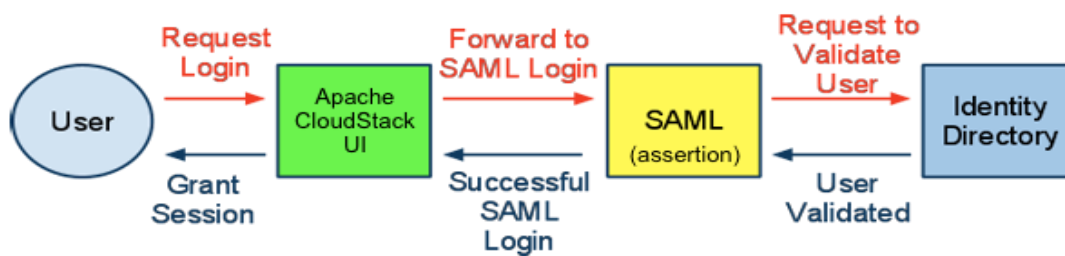 Request
Login
Forward to
SAML Login
Request to
Validate
User
User
Apache
CloudStack
UI
SAML
(assertion)
Identity
Directory
Grant
Session
Successful
SAML
Login
User
Validated